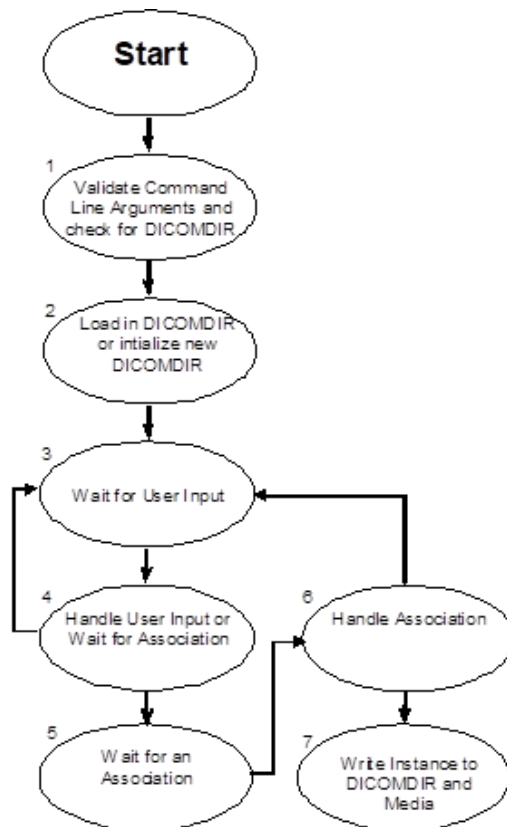 Start
1
Validate Command
Line Arguments and
check for DICOMDIR
2
Load in DICOMDIR
or intialize new
DICOMDIR
3
Wait for User Input
4
Handle User Input or
Wait for Association
5
Wait for an
Association
6
Handle Association
7
Write Instance to
DICOMDIR and
Media